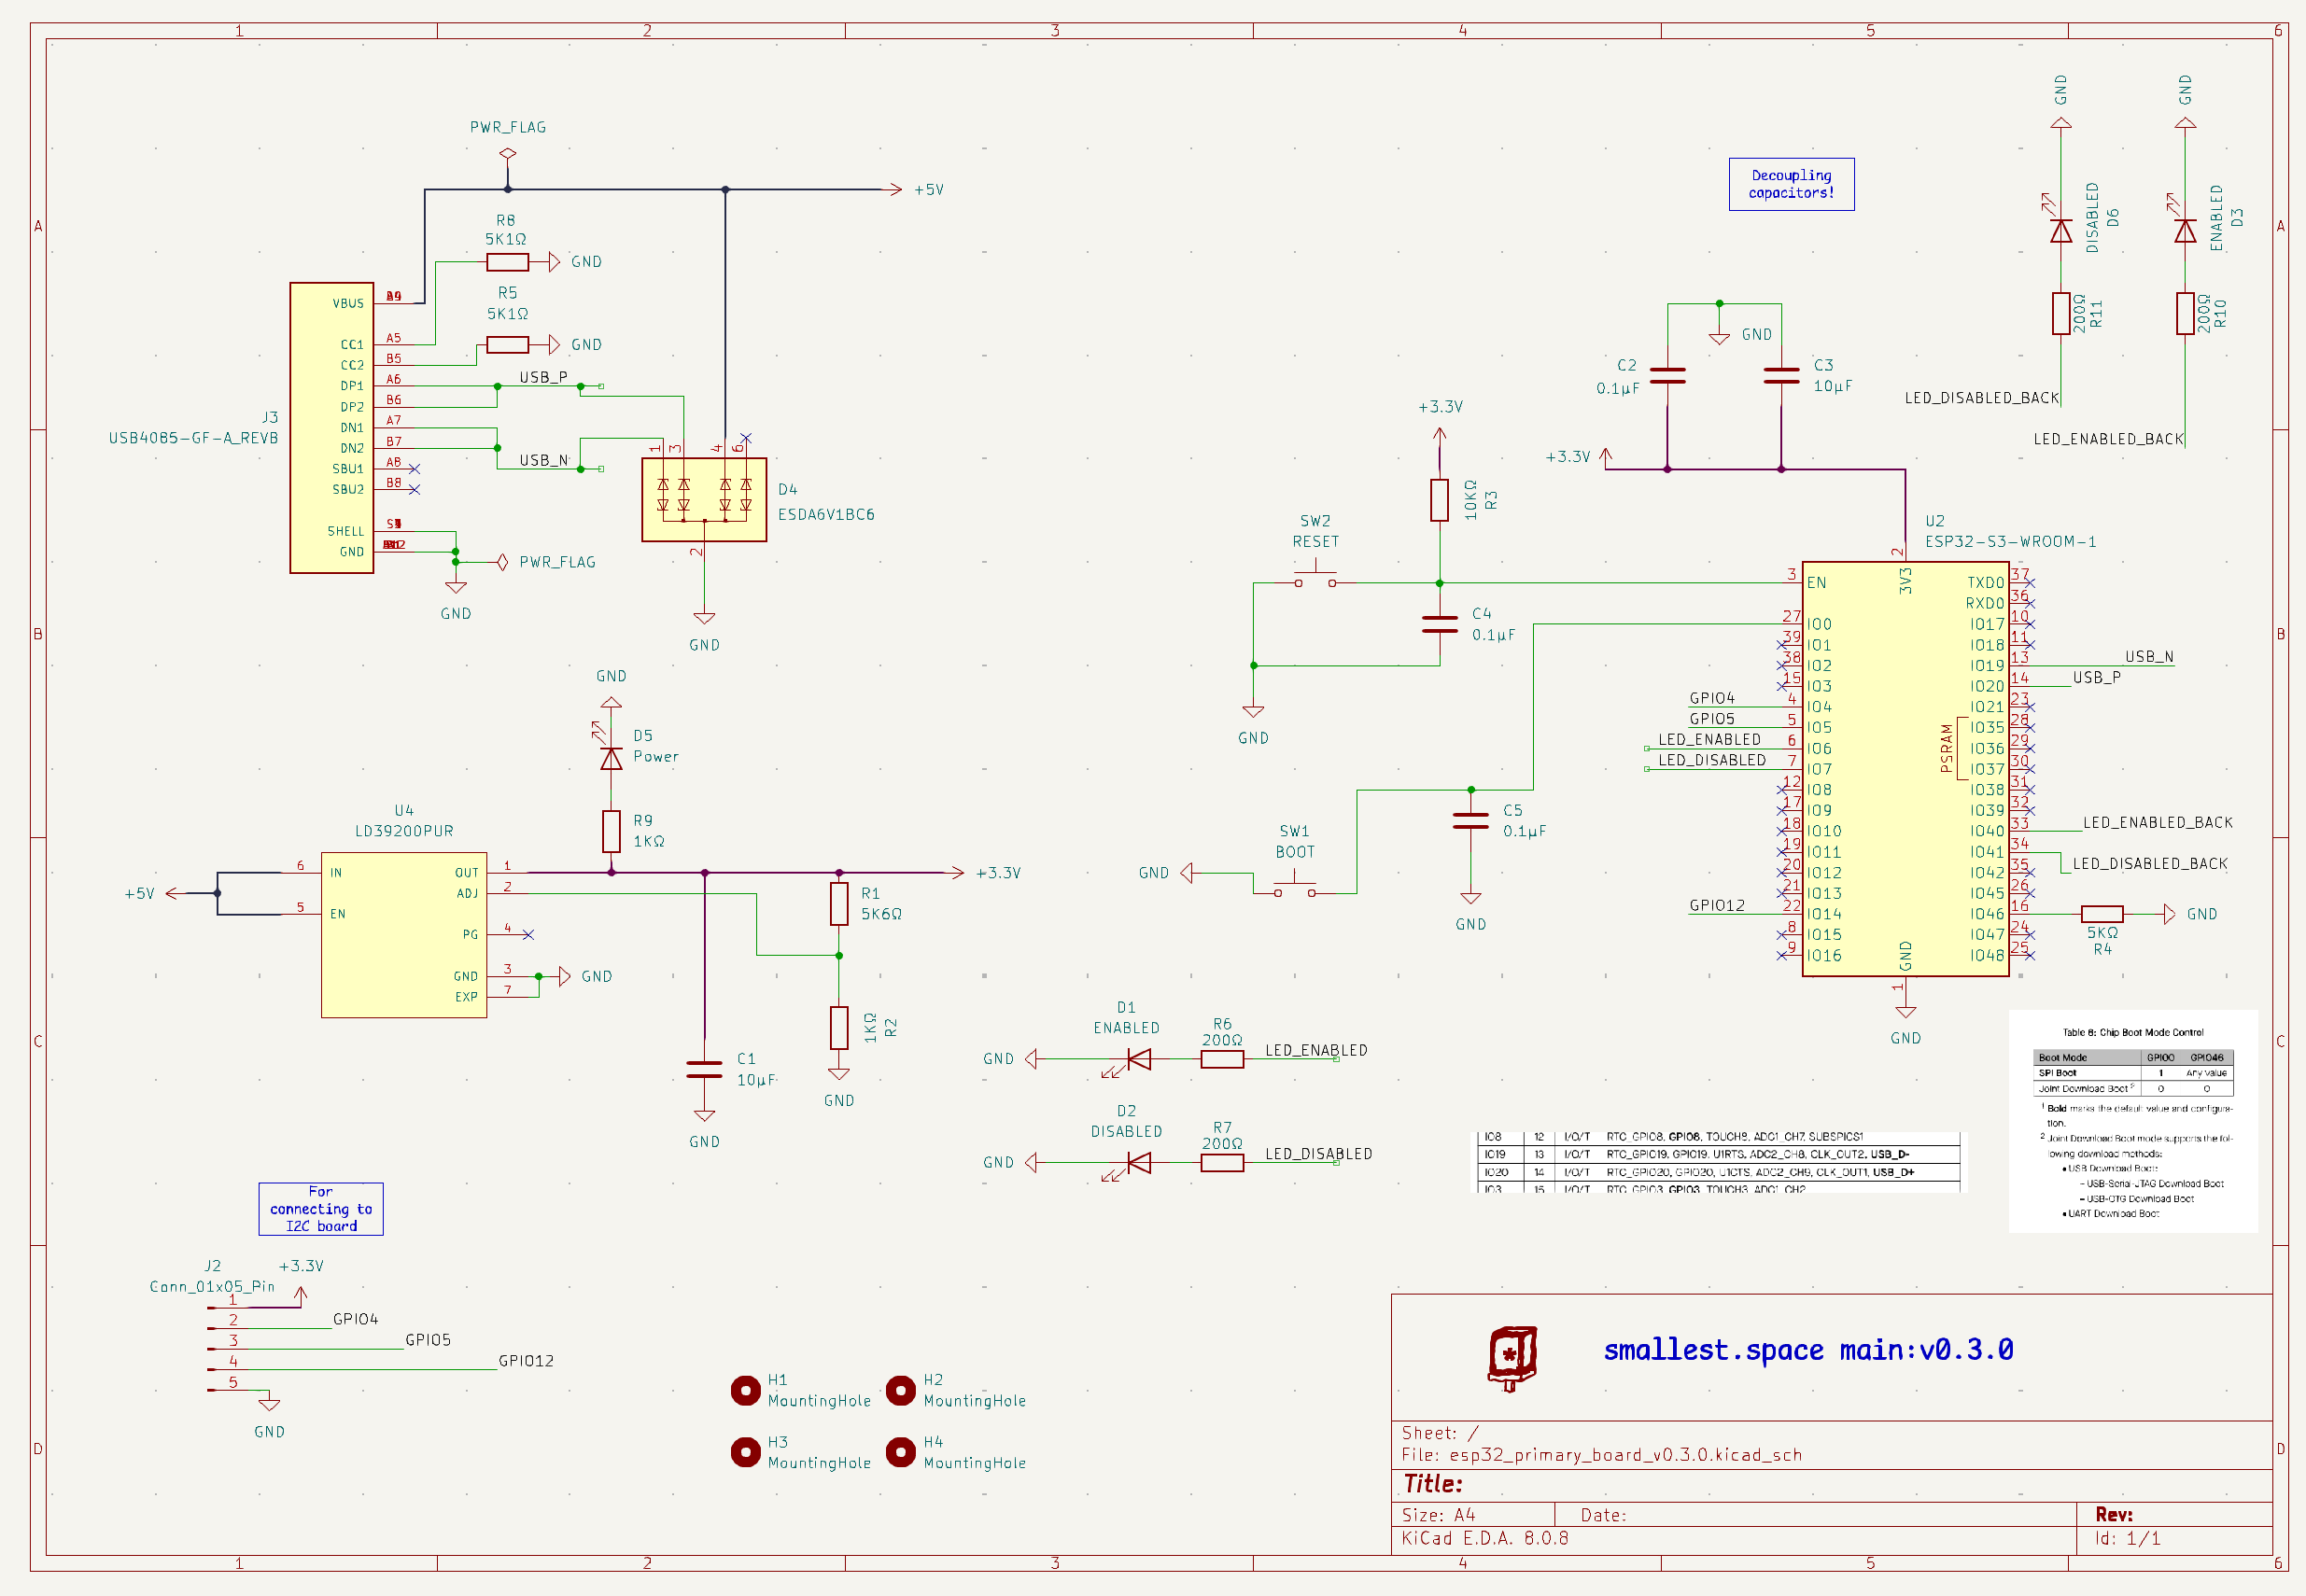 1 2 3 4 5 6
A
B
C
D
PWR_FLAG
+5V
R8
5K1Ω
GND
R5
5K1Ω
GND
J3
USB4085-GF-A_REVB
VBUS
CC1 A5
CC2 B5
DP1 A6
DP2 B6
DN1 A7
DN2 B7
SBU1 A8
SBU2 B8
SHELL
GND
USB_P
USB_N
PWR_FLAG
GND
1 3 4 6
D4
ESDA6V1BC6
2
GND
GND
D5
Power
R9
1KΩ
U4
LD39200PUR
+5V
6 IN
5 EN
OUT 1
ADJ 2
PG 4
GND 3
EXP 7
GND
+3.3V
R1
5K6Ω
1KΩ
R2
GND
C1
10µF
GND
For
connecting to
I2C board
J2
Conn_01x05_Pin
+3.3V
1
2 GPIO4
3 GPIO5
4 GPIO12
5
GND
H1
MountingHole
H2
MountingHole
H3
MountingHole
H4
MountingHole
Decoupling
capacitors!
GND
DISABLED
D6
200Ω
R11
LED_DISABLED_BACK
GND
ENABLED
D3
200Ω
R10
LED_ENABLED_BACK
GND
C2
0.1µF
C3
10µF
+3.3V
+3.3V
10KΩ
R3
SW2
RESET
C4
0.1µF
GND
SW1
BOOT
GND
C5
0.1µF
GND
U2
ESP32-S3-WROOM-1
2
3V3
3 EN
27 IO0
39 IO1
38 IO2
15 IO3
GPIO4 4 IO4
GPIO5 5 IO5
LED_ENABLED 6 IO6
LED_DISABLED 7 IO7
12 IO8
17 IO9
18 IO10
19 IO11
20 IO12
21 IO13
GPIO12 22 IO14
8 IO15
9 IO16
TXD0 37
RXD0 36
IO17 10
IO18 11
IO19 13 USB_N
IO20 14 USB_P
IO21 23
IO35 28
IO36 29
IO37 30
IO38 31
IO39 32
IO40 33 LED_ENABLED_BACK
IO41 34 LED_DISABLED_BACK
IO42 35
IO45 26
IO46 16
IO47 24
IO48 25
PSRAM
GND
1
GND
5KΩ
R4
GND
D1
ENABLED
R6
200Ω
GND
LED_ENABLED
D2
DISABLED
R7
200Ω
GND
LED_DISABLED
IO8 12 I/O/T RTC_GPIO8, GPIO8, TOUCH8, ADC1_CH7, SUBSPICS1
IO19 13 I/O/T RTC_GPIO19, GPIO19, U1RTS, ADC2_CH8, CLK_OUT2, USB_D-
IO20 14 I/O/T RTC_GPIO20, GPIO20, U1CTS, ADC2_CH9, CLK_OUT1, USB_D+
IO3 15 I/O/T RTC_GPIO3, GPIO3, TOUCH3, ADC1_CH2
Table 8: Chip Boot Mode Control
Boot Mode GPIO0 GPIO46
SPI Boot 1 Any value
Joint Download Boot 2 0 0
1 Bold marks the default value and configura-
tion.
2 Joint Download Boot mode supports the fol-
lowing download methods:
• USB Download Boot:
– USB-Serial-JTAG Download Boot
– USB-OTG Download Boot
• UART Download Boot
smallest.space main:v0.3.0
Sheet: /
File: esp32_primary_board_v0.3.0.kicad_sch
Title:
Size: A4 Date: Rev:
KiCad E.D.A. 8.0.8 Id: 1/1
A
B
C
D
1 2 3 4 5 6